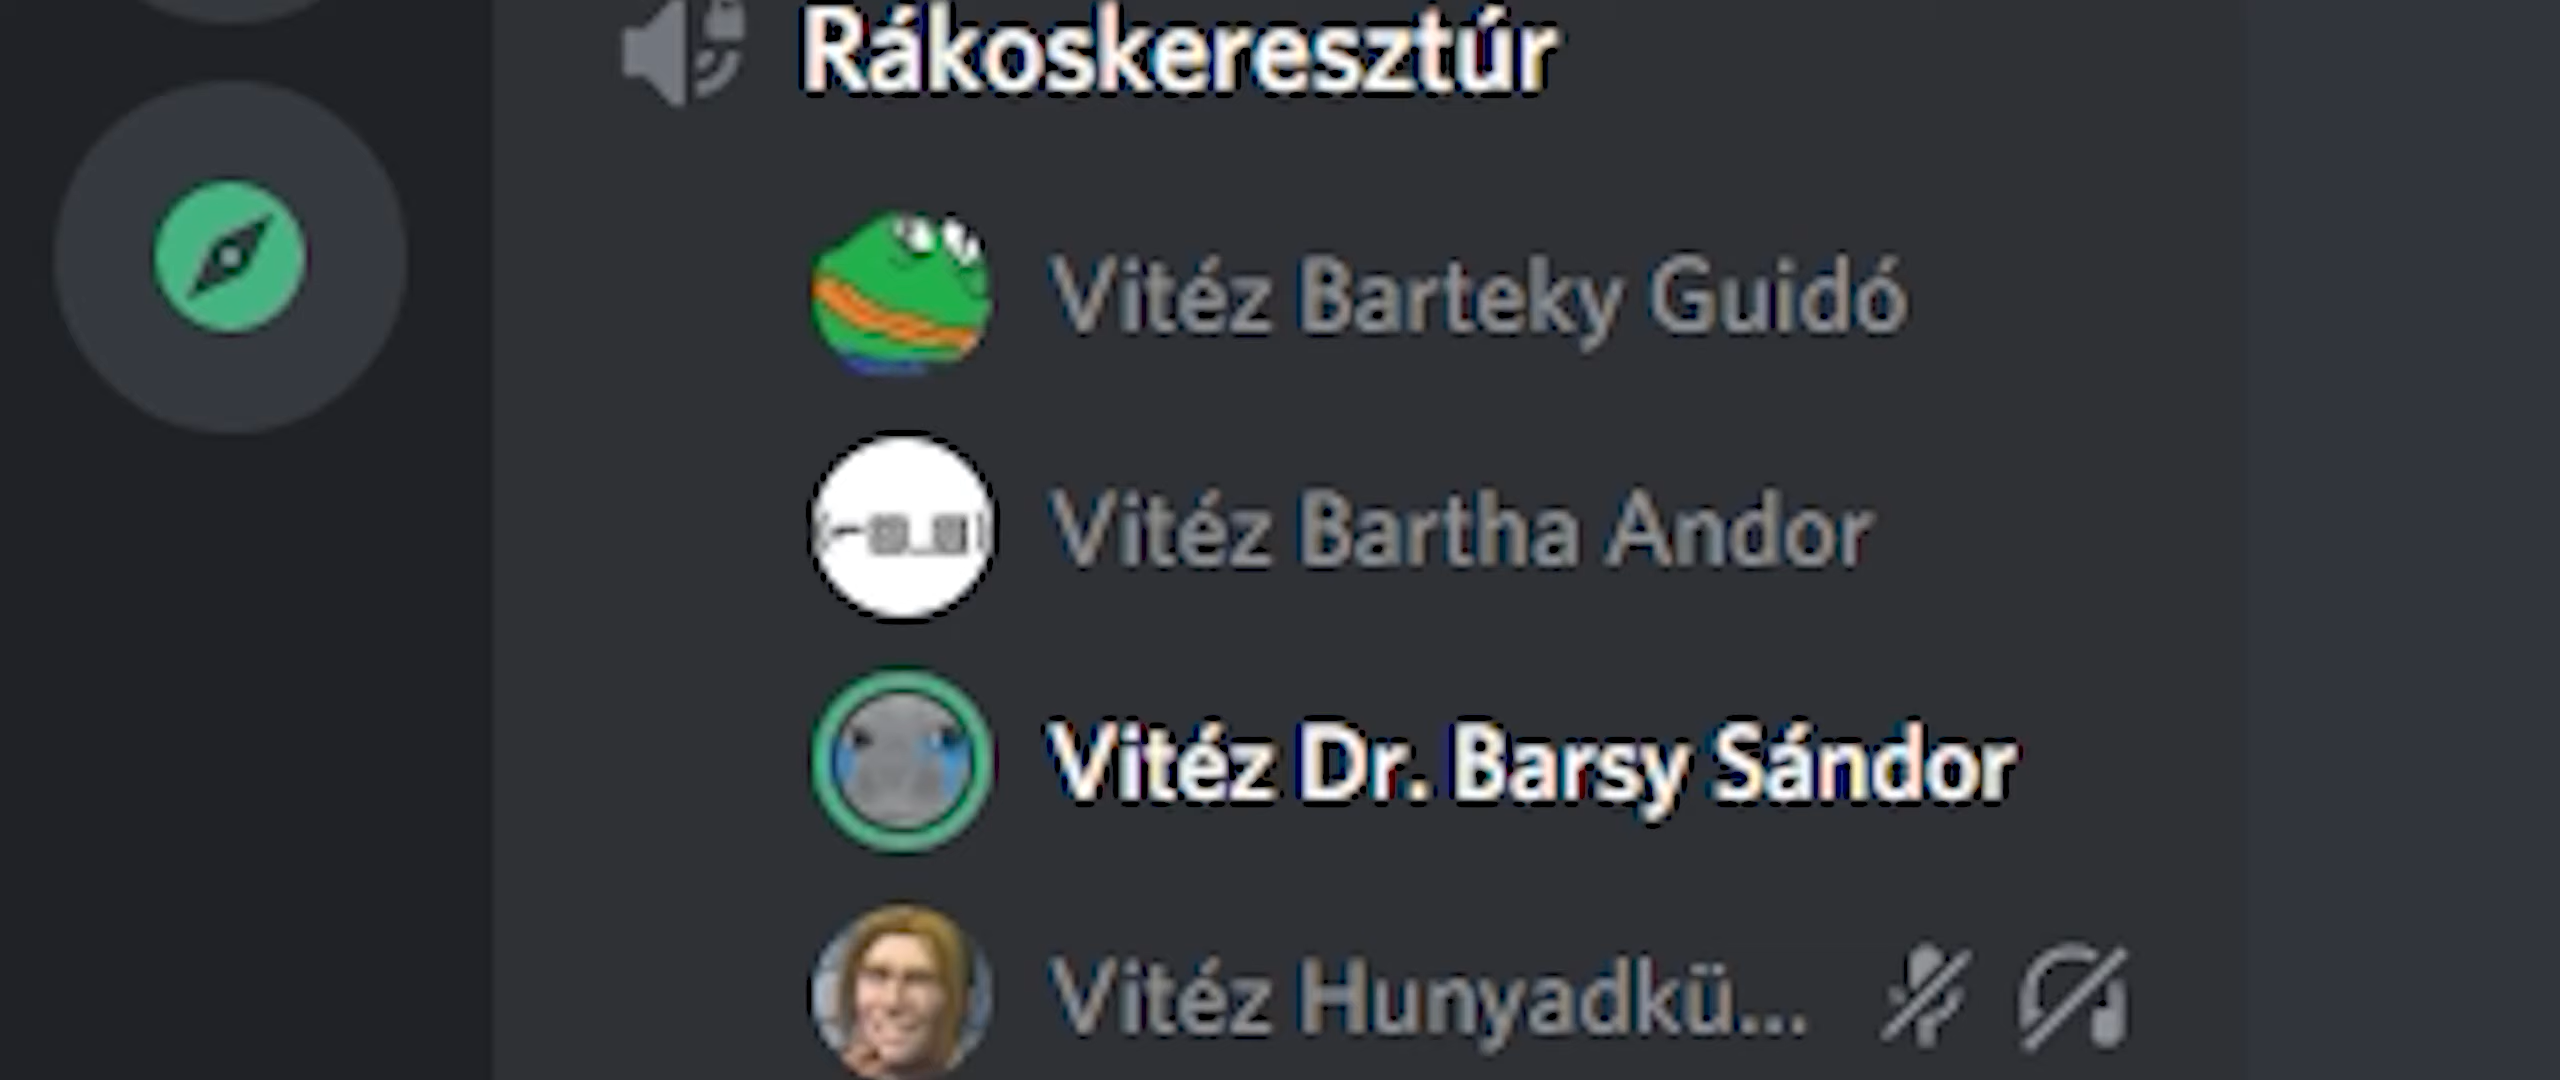 Rákoskeresztúr
Vitéz Barteky Guidó
Vitéz Bartha Andor
Vitéz Dr. Barsy Sándor
Vitéz Hunyadkü...